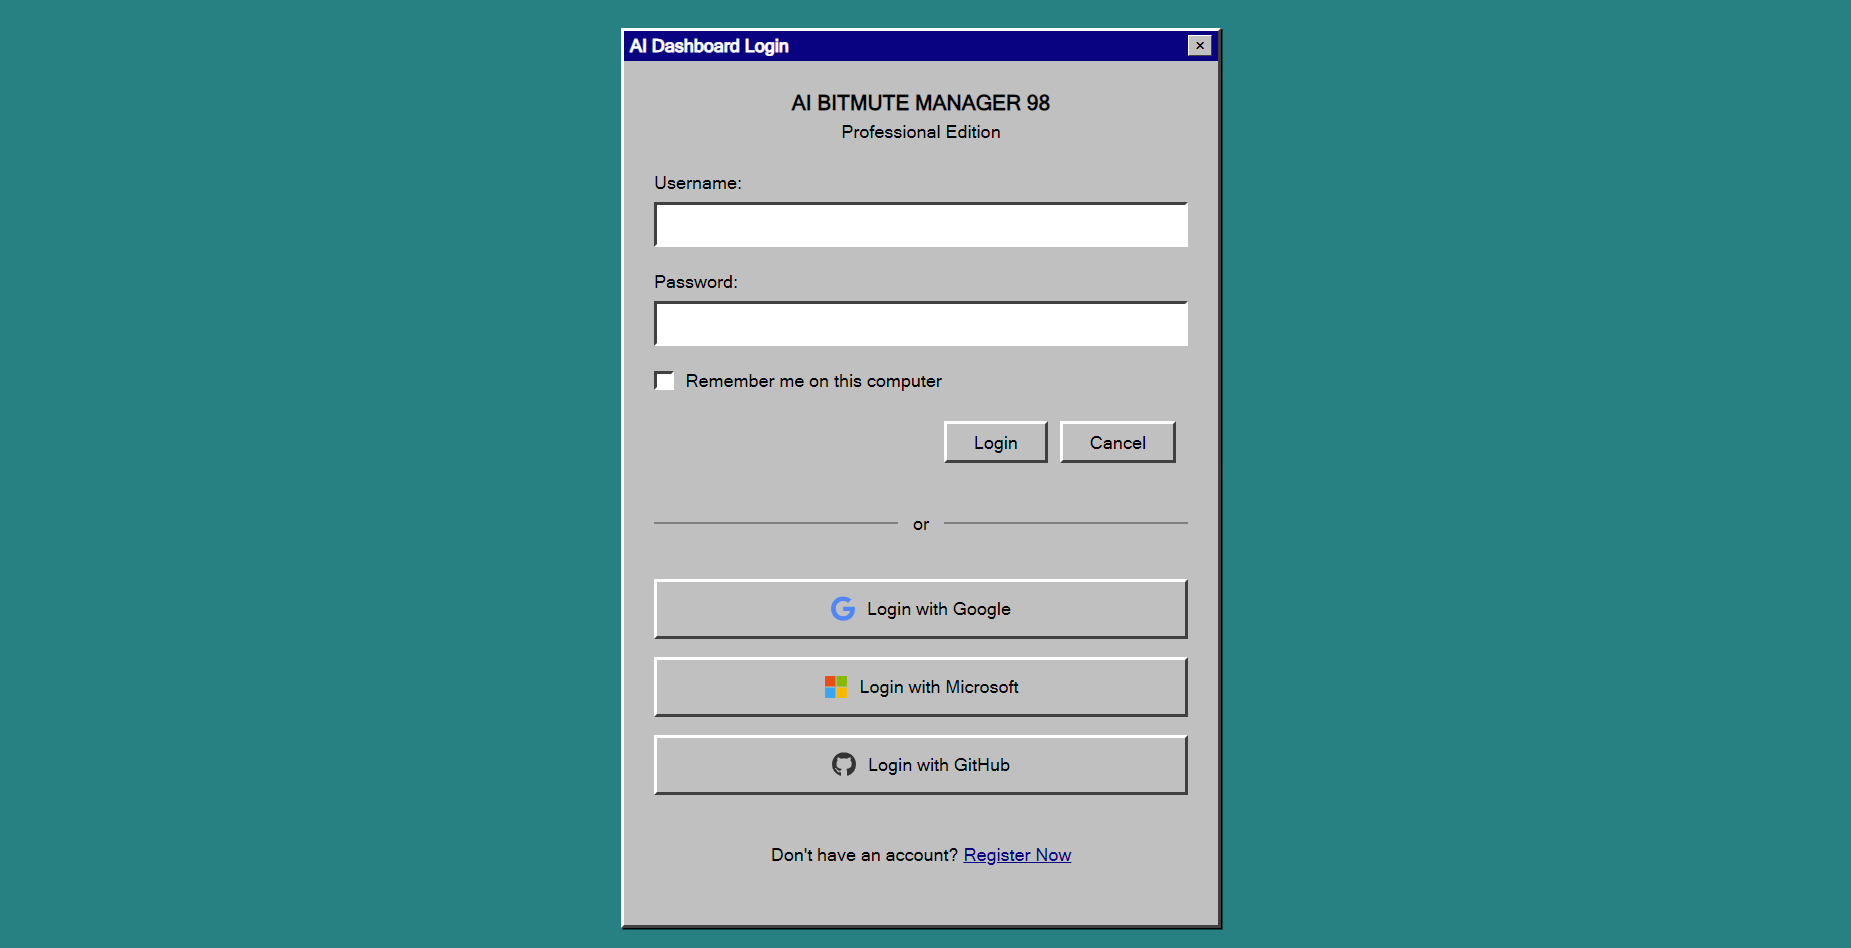 AI Dashboard Login
AI BITMUTE MANAGER 98
Professional Edition
Username:
Password:
Remember me on this computer
Login
Cancel
or
Login with Google
Login with Microsoft
Login with GitHub
Don't have an account? Register Now